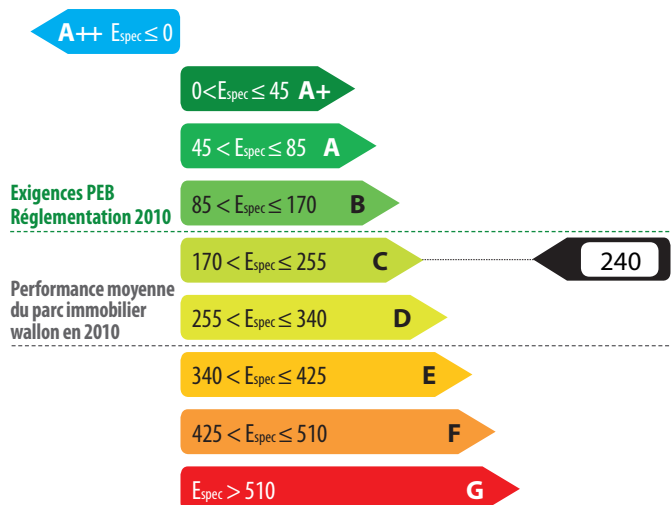 A++ Espec ≤ 0
0<Espec ≤ 45 A+
45 < Espec ≤ 85 A
Exigences PEB
Réglementation 2010
85 < Espec ≤ 170 B
170 < Espec ≤ 255 C
240
Performance moyenne
du parc immobilier
wallon en 2010
255 < Espec ≤ 340 D
340 < Espec ≤ 425 E
425 < Espec ≤ 510 F
Espec > 510 G